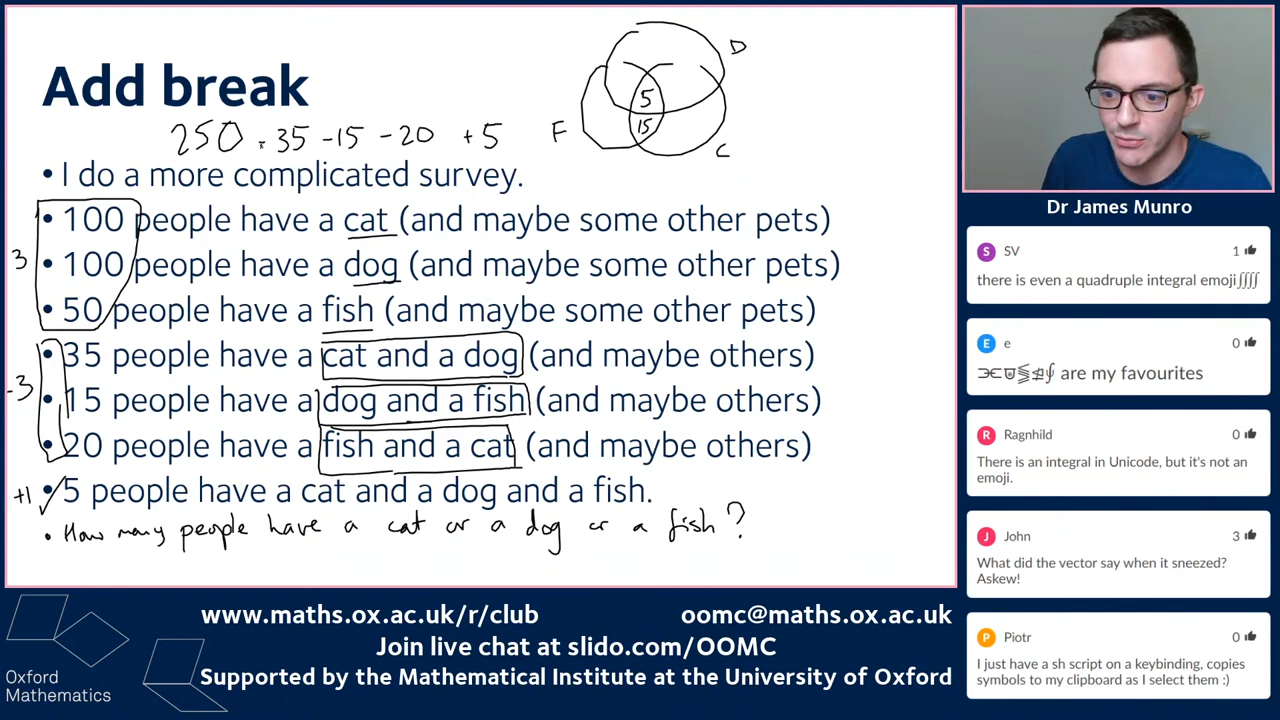 Add break
250 - 35 - 15 - 20 + 5
D
5
15
F
C
• I do a more complicated survey.
• 100 people have a cat (and maybe some other pets)
3 • 100 people have a dog (and maybe some other pets)
• 50 people have a fish (and maybe some other pets)
• 35 people have a cat and a dog (and maybe others)
-3 • 15 people have a dog and a fish (and maybe others)
• 20 people have a fish and a cat (and maybe others)
+1 • 5 people have a cat and a dog and a fish.
• How many people have a cat or a dog or a fish?
Oxford
Mathematics
www.maths.ox.ac.uk/r/club oomc@maths.ox.ac.uk
Join live chat at slido.com/OOMC
Supported by the Mathematical Institute at the University of Oxford
Dr James Munro
S SV 1
there is even a quadruple integral emoji∫∫∫∫
E e 0
are my favourites
R Ragnhild 0
There is an integral in Unicode, but it's not an
emoji.
J John 3
What did the vector say when it sneezed?
Askew!
P Piotr 0
I just have a sh script on a keybinding, copies
symbols to my clipboard as I select them :)